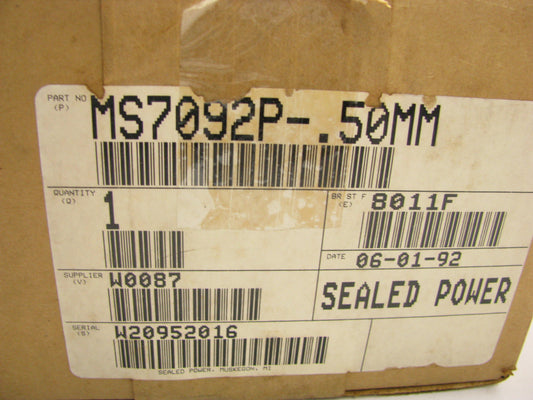 PART NO
(P)
MS7092P-.50MM
QUANTITY
(Q)
1
BR ST F
(E)
8011F
DATE 06-01-92
SUPPLIER
(V)
W0087
SEALED POWER
SERIAL
(S)
W20952016
SEALED POWER, MUSKEGON, MI